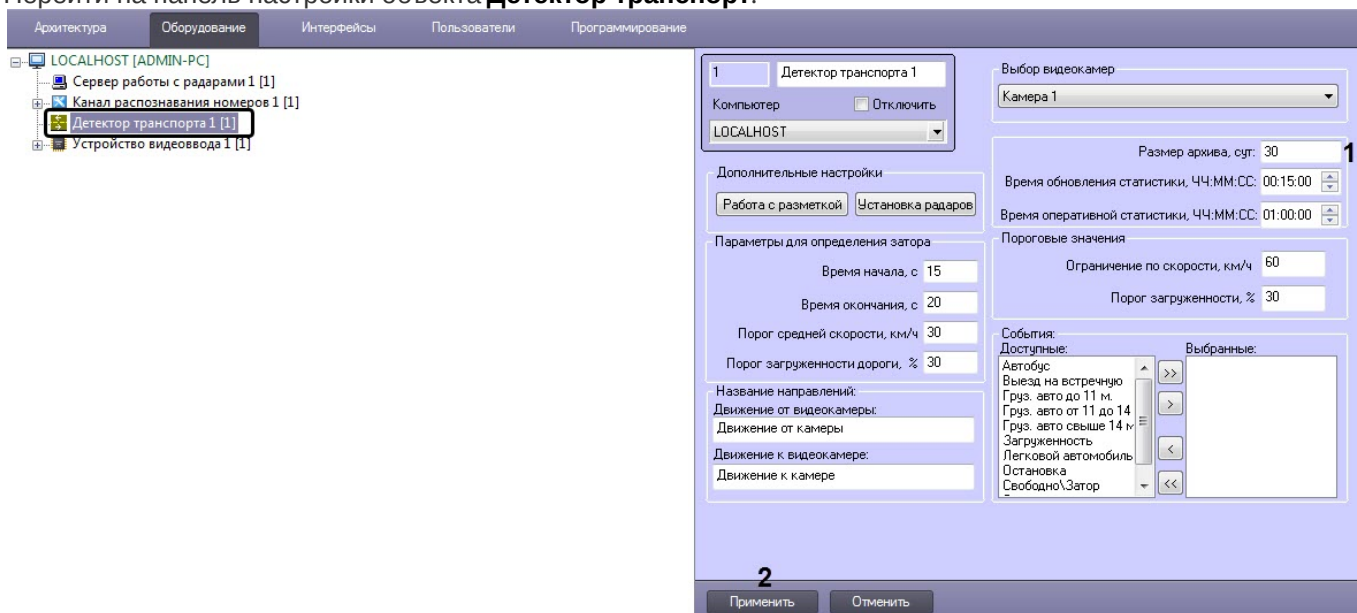 Перейти на панель настройки объекта Детектор транспорт.
Архитектура Оборудование Интерфейсы Пользователи Программирование
LOCALHOST [ADMIN-PC]
Сервер работы с радарами 1 [1]
Канал распознавания номеров 1 [1]
Детектор транспорта 1 [1]
Устройство видеоввода 1 [1]
1 Детектор транспорта 1
Компьютер Отключить
LOCALHOST
Дополнительные настройки
Работа с разметкой Установка радаров
Параметры для определения затора
Время начала, с 15
Время окончания, с 20
Порог средней скорости, км/ч 30
Порог загруженности дороги, % 30
Название направлений:
Движение от видеокамеры:
Движение от камеры
Движение к видеокамере:
Движение к камере
Выбор видеокамер
Камера 1
Размер архива, сут: 30 1
Время обновления статистики, ЧЧ:ММ:СС: 00:15:00
Время оперативной статистики, ЧЧ:ММ:СС: 01:00:00
Пороговые значения
Ограничение по скорости, км/ч 60
Порог загруженности, % 30
События:
Доступные: Выбранные:
Автобус
Выезд на встречную
Груз. авто до 11 м.
Груз. авто от 11 до 14
Груз. авто свыше 14 м
Загруженность
Легковой автомобиль
Остановка
Свободно\Затор
>>
>
<
<<
2
Применить Отменить